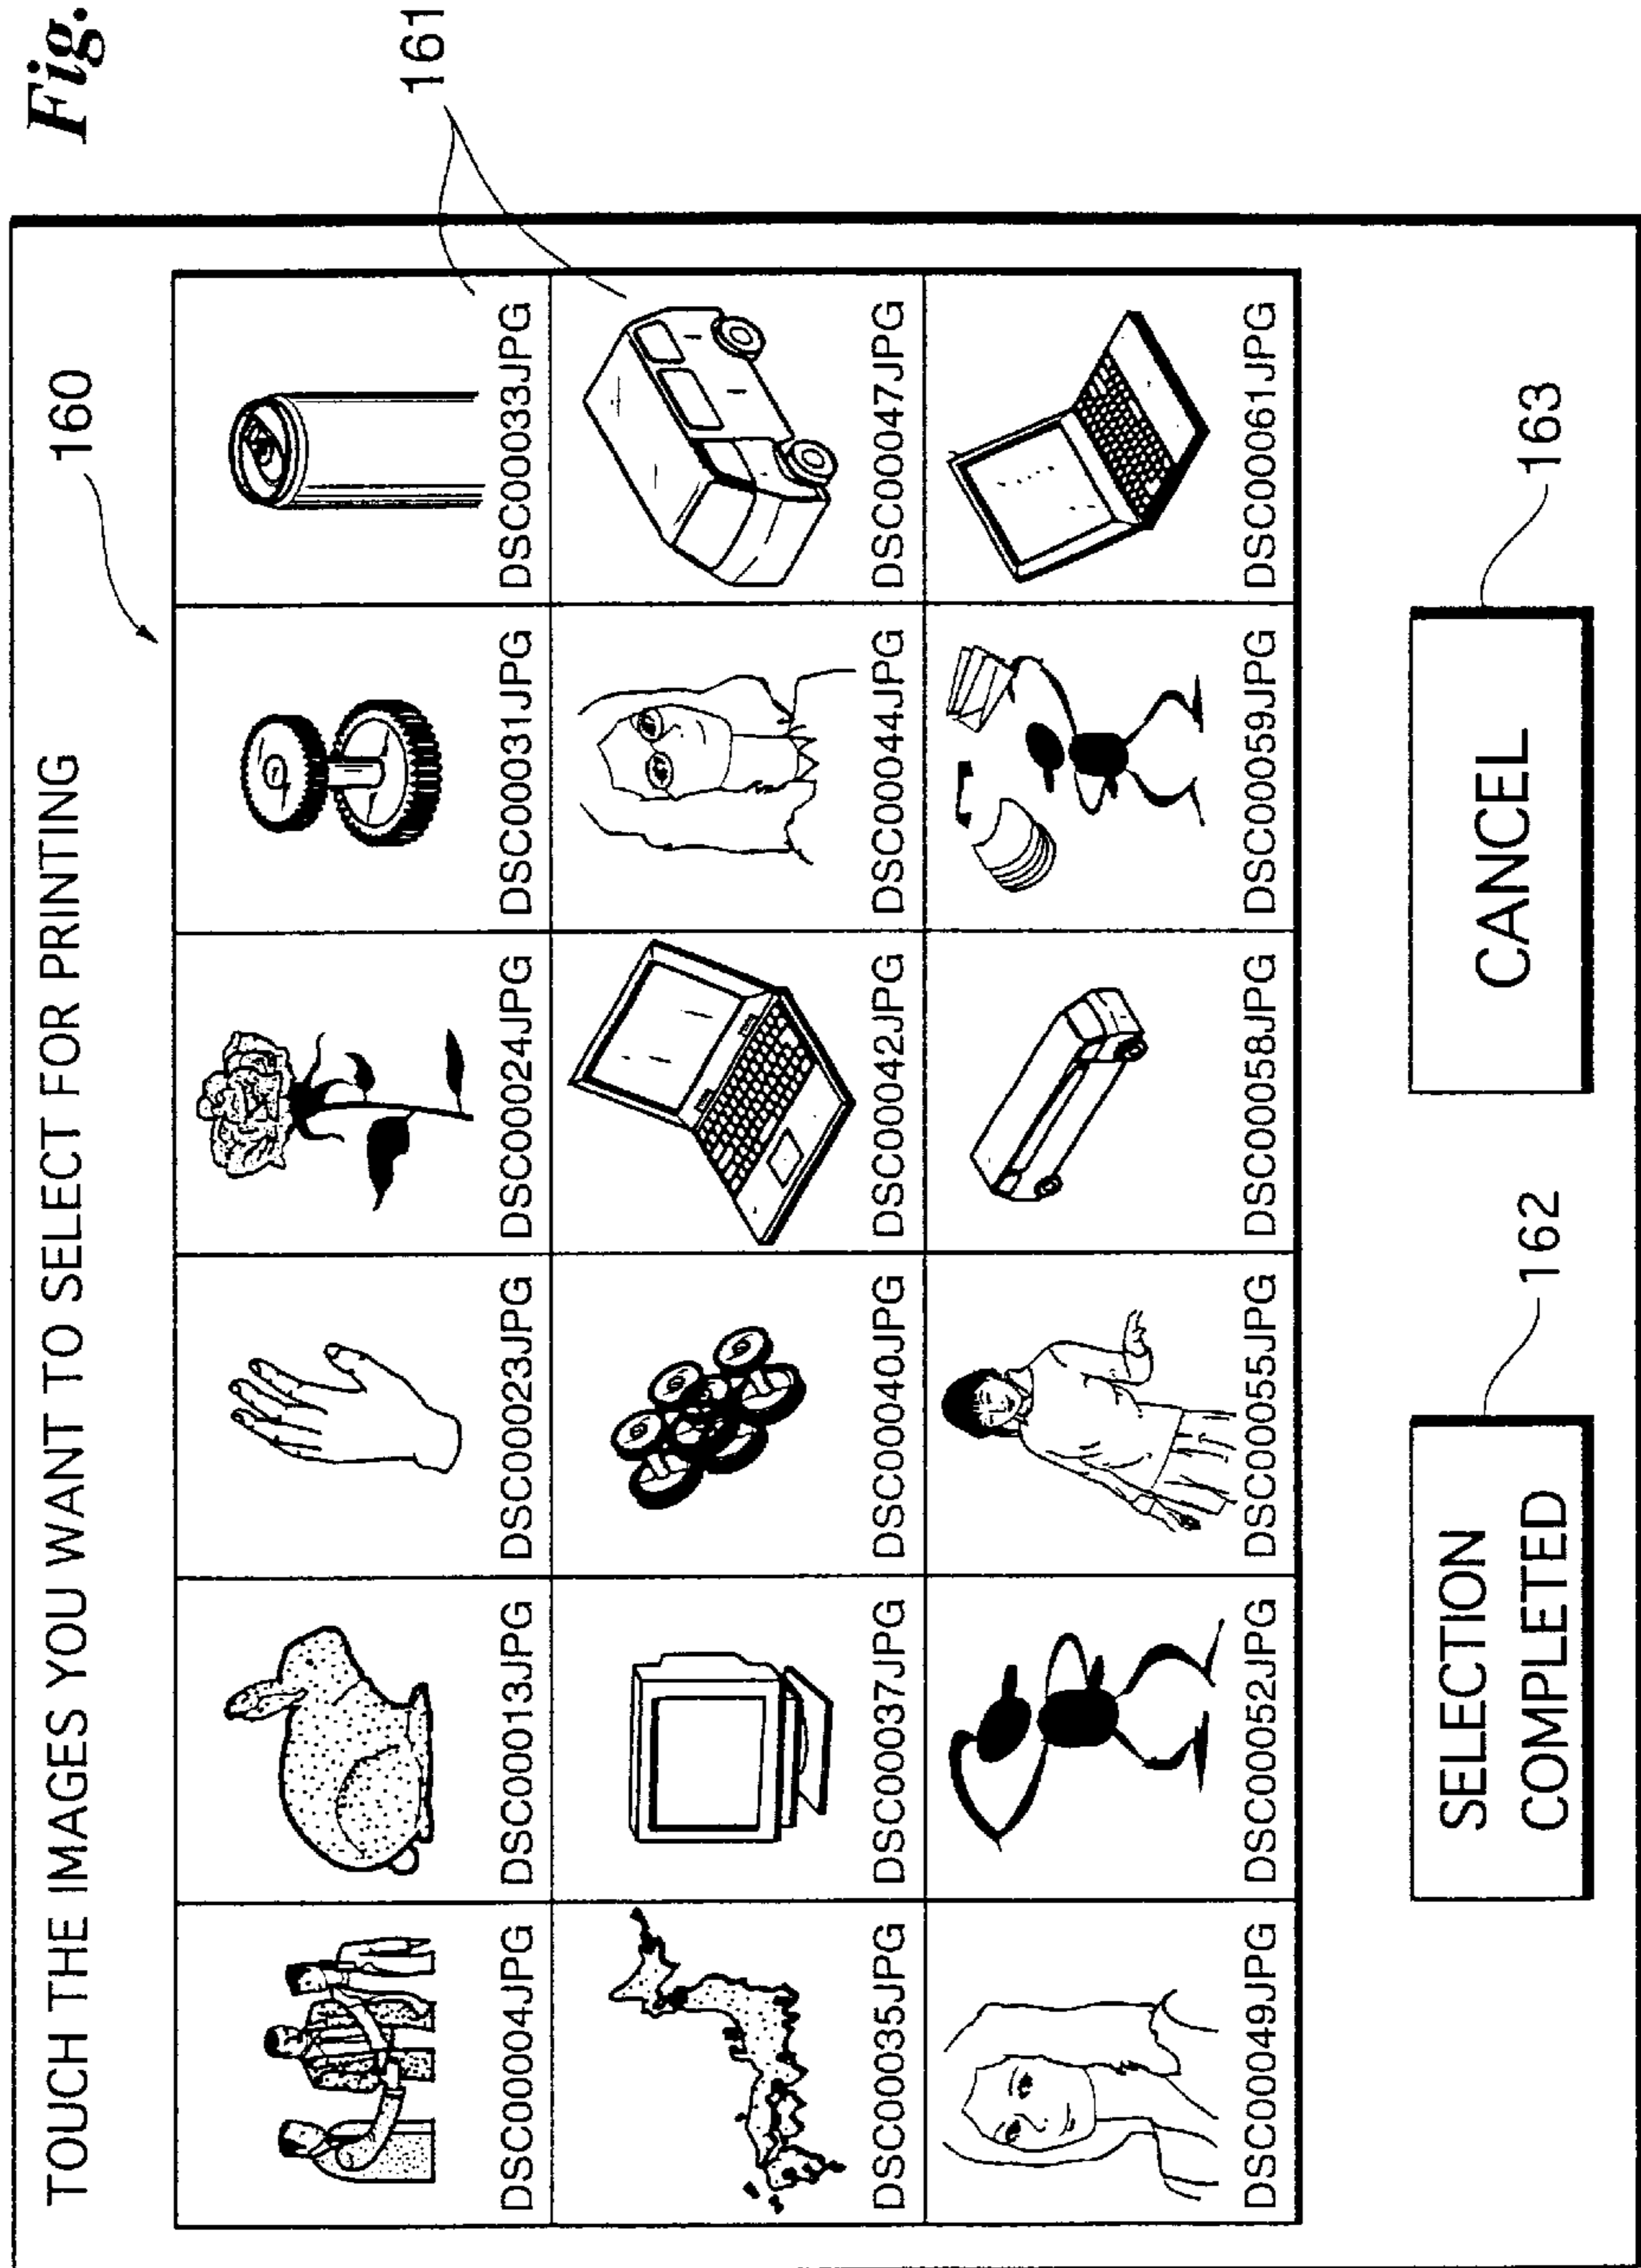 Fig.
TOUCH THE IMAGES YOU WANT TO SELECT FOR PRINTING
160
161
DSC00004JPG DSC00013JPG DSC00023JPG DSC00024JPG DSC00031JPG DSC00033JPG
DSC00035JPG DSC00037JPG DSC00040JPG DSC00042JPG DSC00044JPG DSC00047JPG
DSC00049JPG DSC00052JPG DSC00055JPG DSC00058JPG DSC00059JPG DSC00061JPG
SELECTION
COMPLETED
162
CANCEL
163